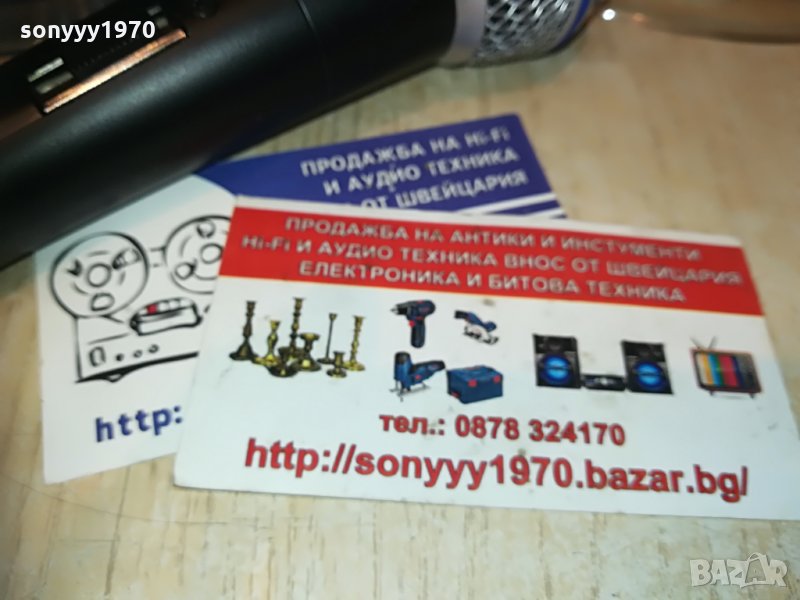 sonyyy1970
ПРОДАЖБА НА Hi-Fi
И АУДИО ТЕХНИКА
ОТ ШВЕЙЦАРИЯ
http:
ПРОДАЖБА НА АНТИКИ И ИНСТУМЕНТИ
Hi-Fi И АУДИО ТЕХНИКА ВНОС ОТ ШВЕЙЦАРИЯ
ЕЛЕКТРОНИКА И БИТОВА ТЕХНИКА
тел.: 0878 324170
http://sonyyy1970.bazar.bg/
BAZAR